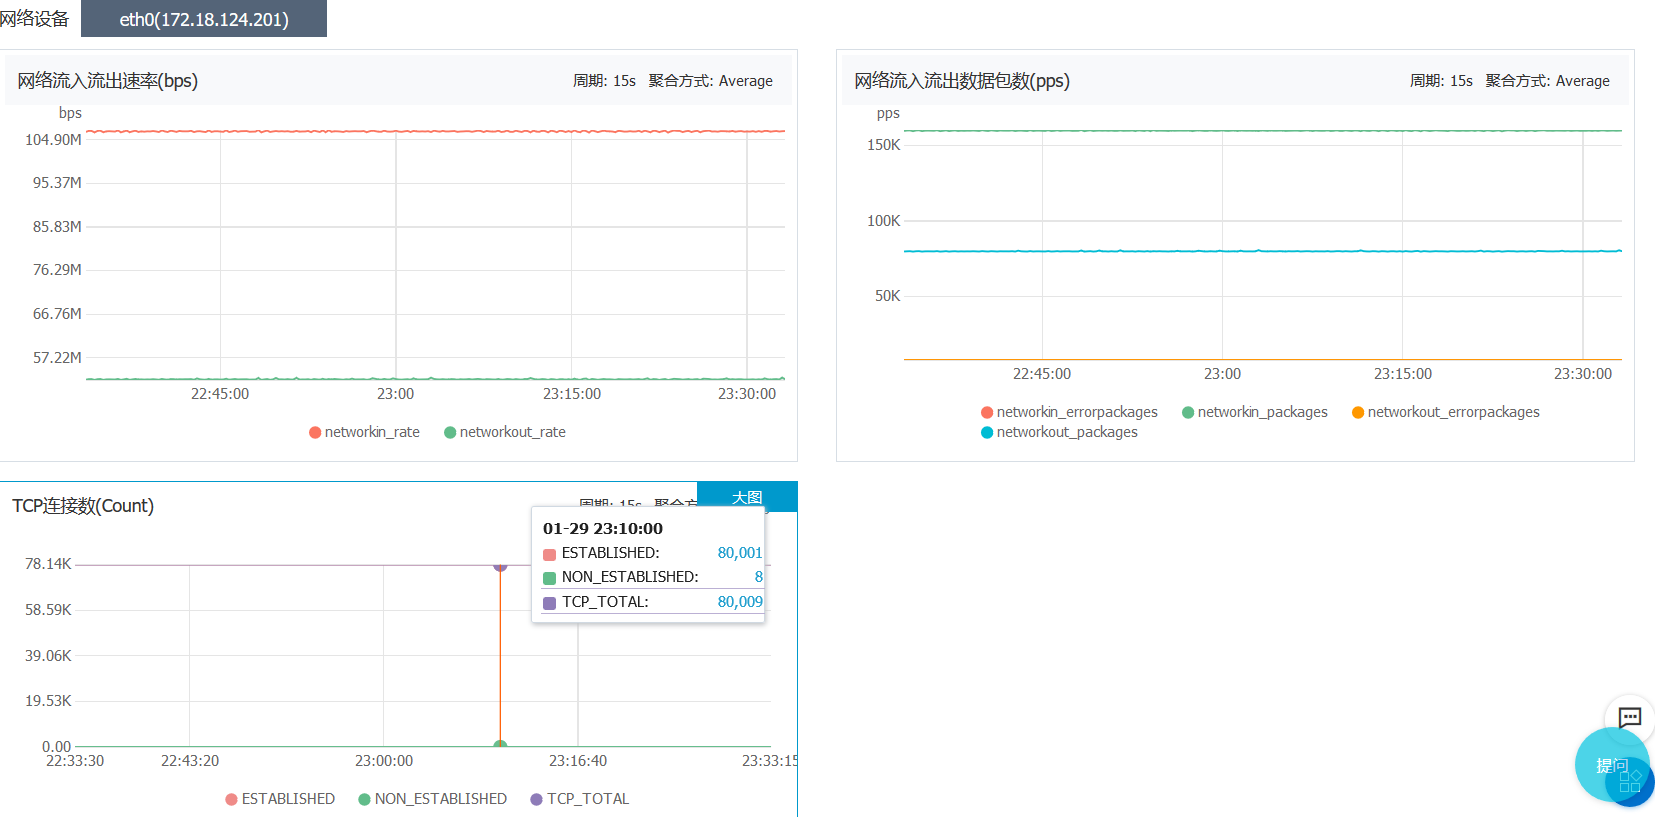 网络设备 eth0(172.18.124.201)
网络流入流出速率(bps) 周期: 15s 聚合方式: Average
bps
104.90M
95.37M
85.83M
76.29M
66.76M
57.22M
22:45:00 23:00 23:15:00 23:30:00
networkin_rate networkout_rate
网络流入流出数据包数(pps) 周期: 15s 聚合方式: Average
pps
150K
100K
50K
22:45:00 23:00 23:15:00 23:30:00
networkin_errorpackages networkin_packages networkout_errorpackages
networkout_packages
TCP连接数(Count) 周期: 15s 聚合方
大图
01-29 23:10:00
ESTABLISHED: 80,001
NON_ESTABLISHED: 8
TCP_TOTAL: 80,009
78.14K
58.59K
39.06K
19.53K
0.00
22:33:30 22:43:20 23:00:00 23:16:40 23:33:15
ESTABLISHED NON_ESTABLISHED TCP_TOTAL
提问